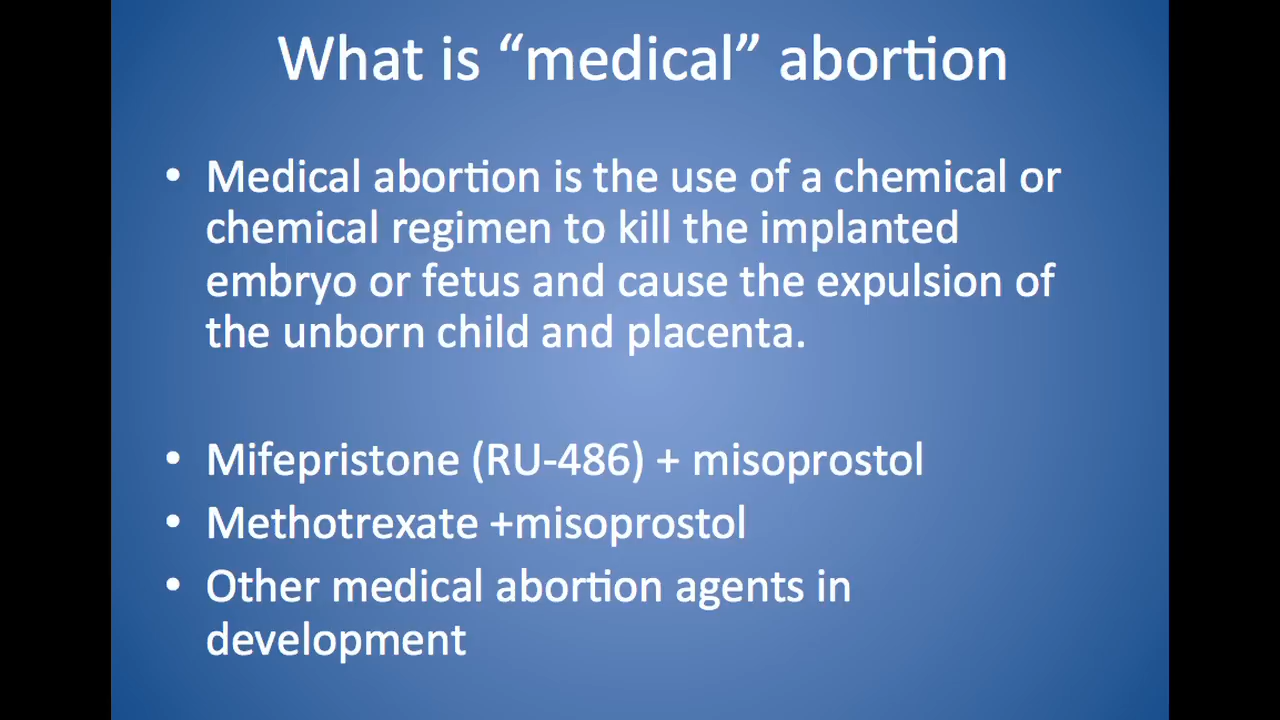 What is “medical” abortion
• Medical abortion is the use of a chemical or
chemical regimen to kill the implanted
embryo or fetus and cause the expulsion of
the unborn child and placenta.
• Mifepristone (RU-486) + misoprostol
• Methotrexate +misoprostol
• Other medical abortion agents in
development